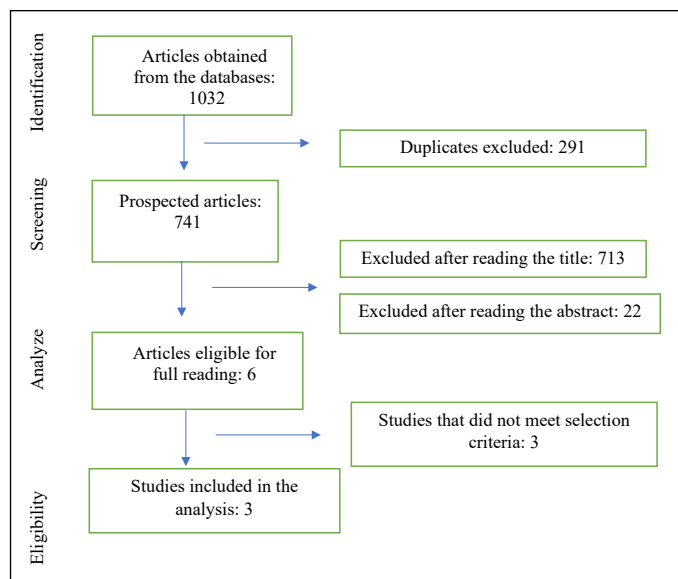 Identification
Articles obtained
from the databases:
1032
Duplicates excluded: 291
Screening
Prospected articles:
741
Excluded after reading the title: 713
Excluded after reading the abstract: 22
Analyze
Articles eligible for
full reading: 6
Studies that did not meet selection
criteria: 3
Eligibility
Studies included in the
analysis: 3